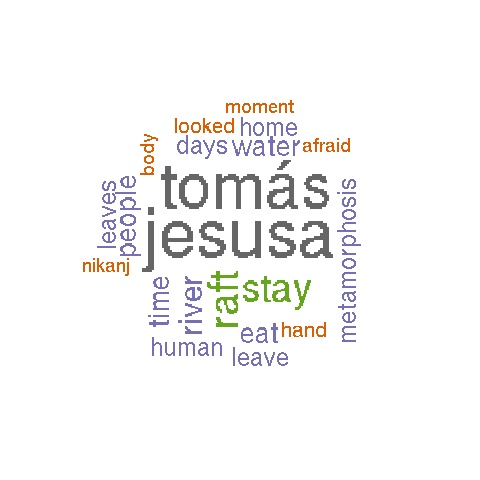 moment
looked home
body days water afraid
leaves people tomás
jesusa metamorphosis
nikanj
time river raft stay
eat hand
human leave